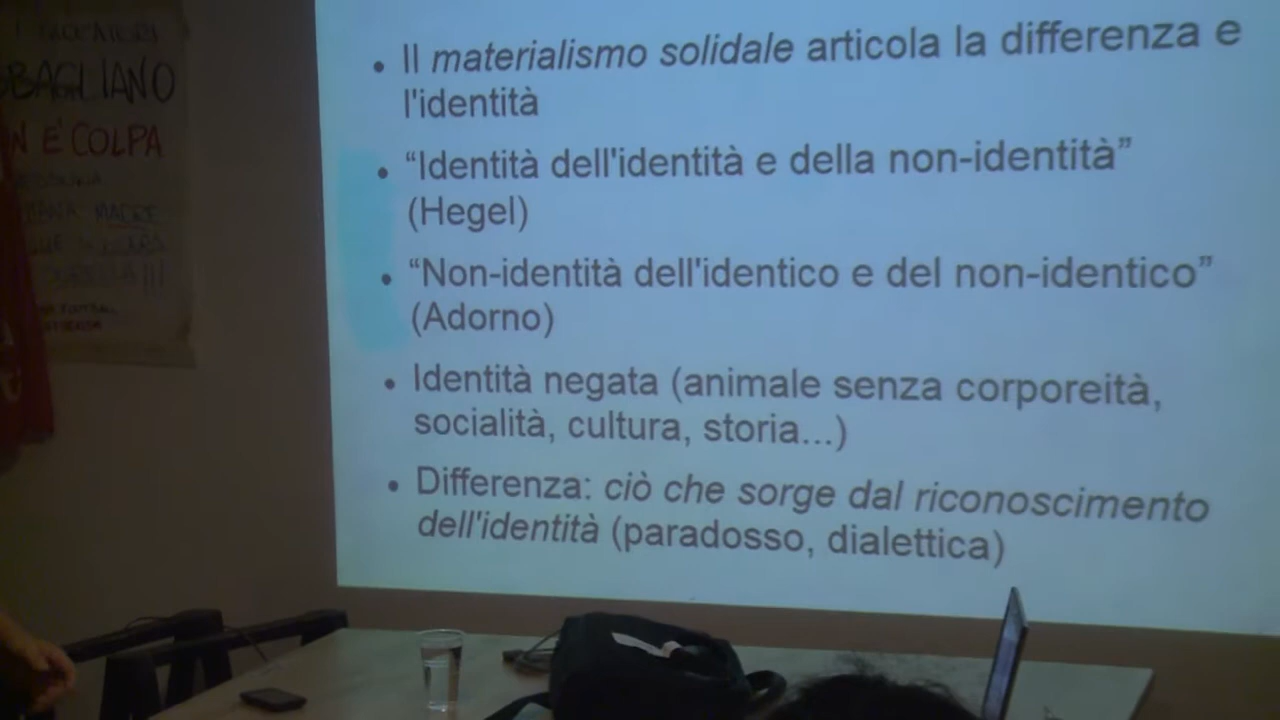 BAGLIANO
N E' COLPA
MADRE
• Il materialismo solidale articola la differenza e
l'identità
• “Identità dell'identità e della non-identità”
(Hegel)
• “Non-identità dell'identico e del non-identico”
(Adorno)
• Identità negata (animale senza corporeità,
socialità, cultura, storia...)
• Differenza: ciò che sorge dal riconoscimento
dell'identità (paradosso, dialettica)